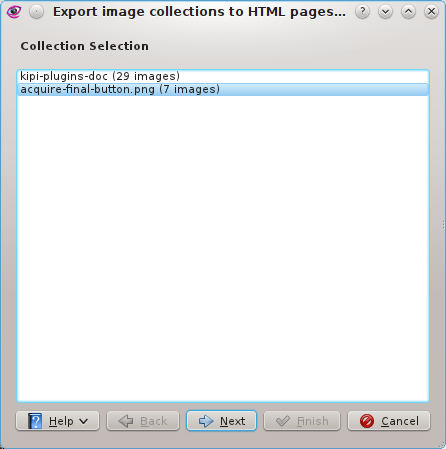 Export image collections to HTML pages...
Collection Selection
kipi-plugins-doc (29 images)
acquire-final-button.png (7 images)
Help Back Next Finish Cancel